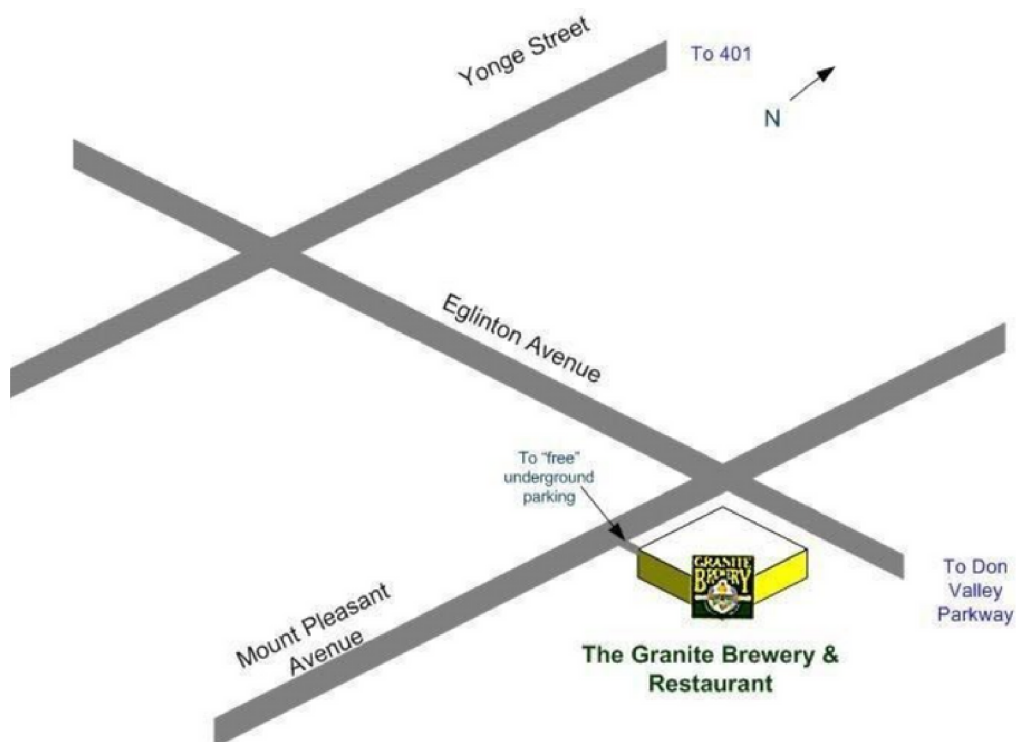 Yonge Street
To 401
N
Eglinton Avenue
To "free"
underground
parking
GRANITE
BREWERY
To Don
Valley
Parkway
Mount Pleasant
Avenue
The Granite Brewery &
Restaurant